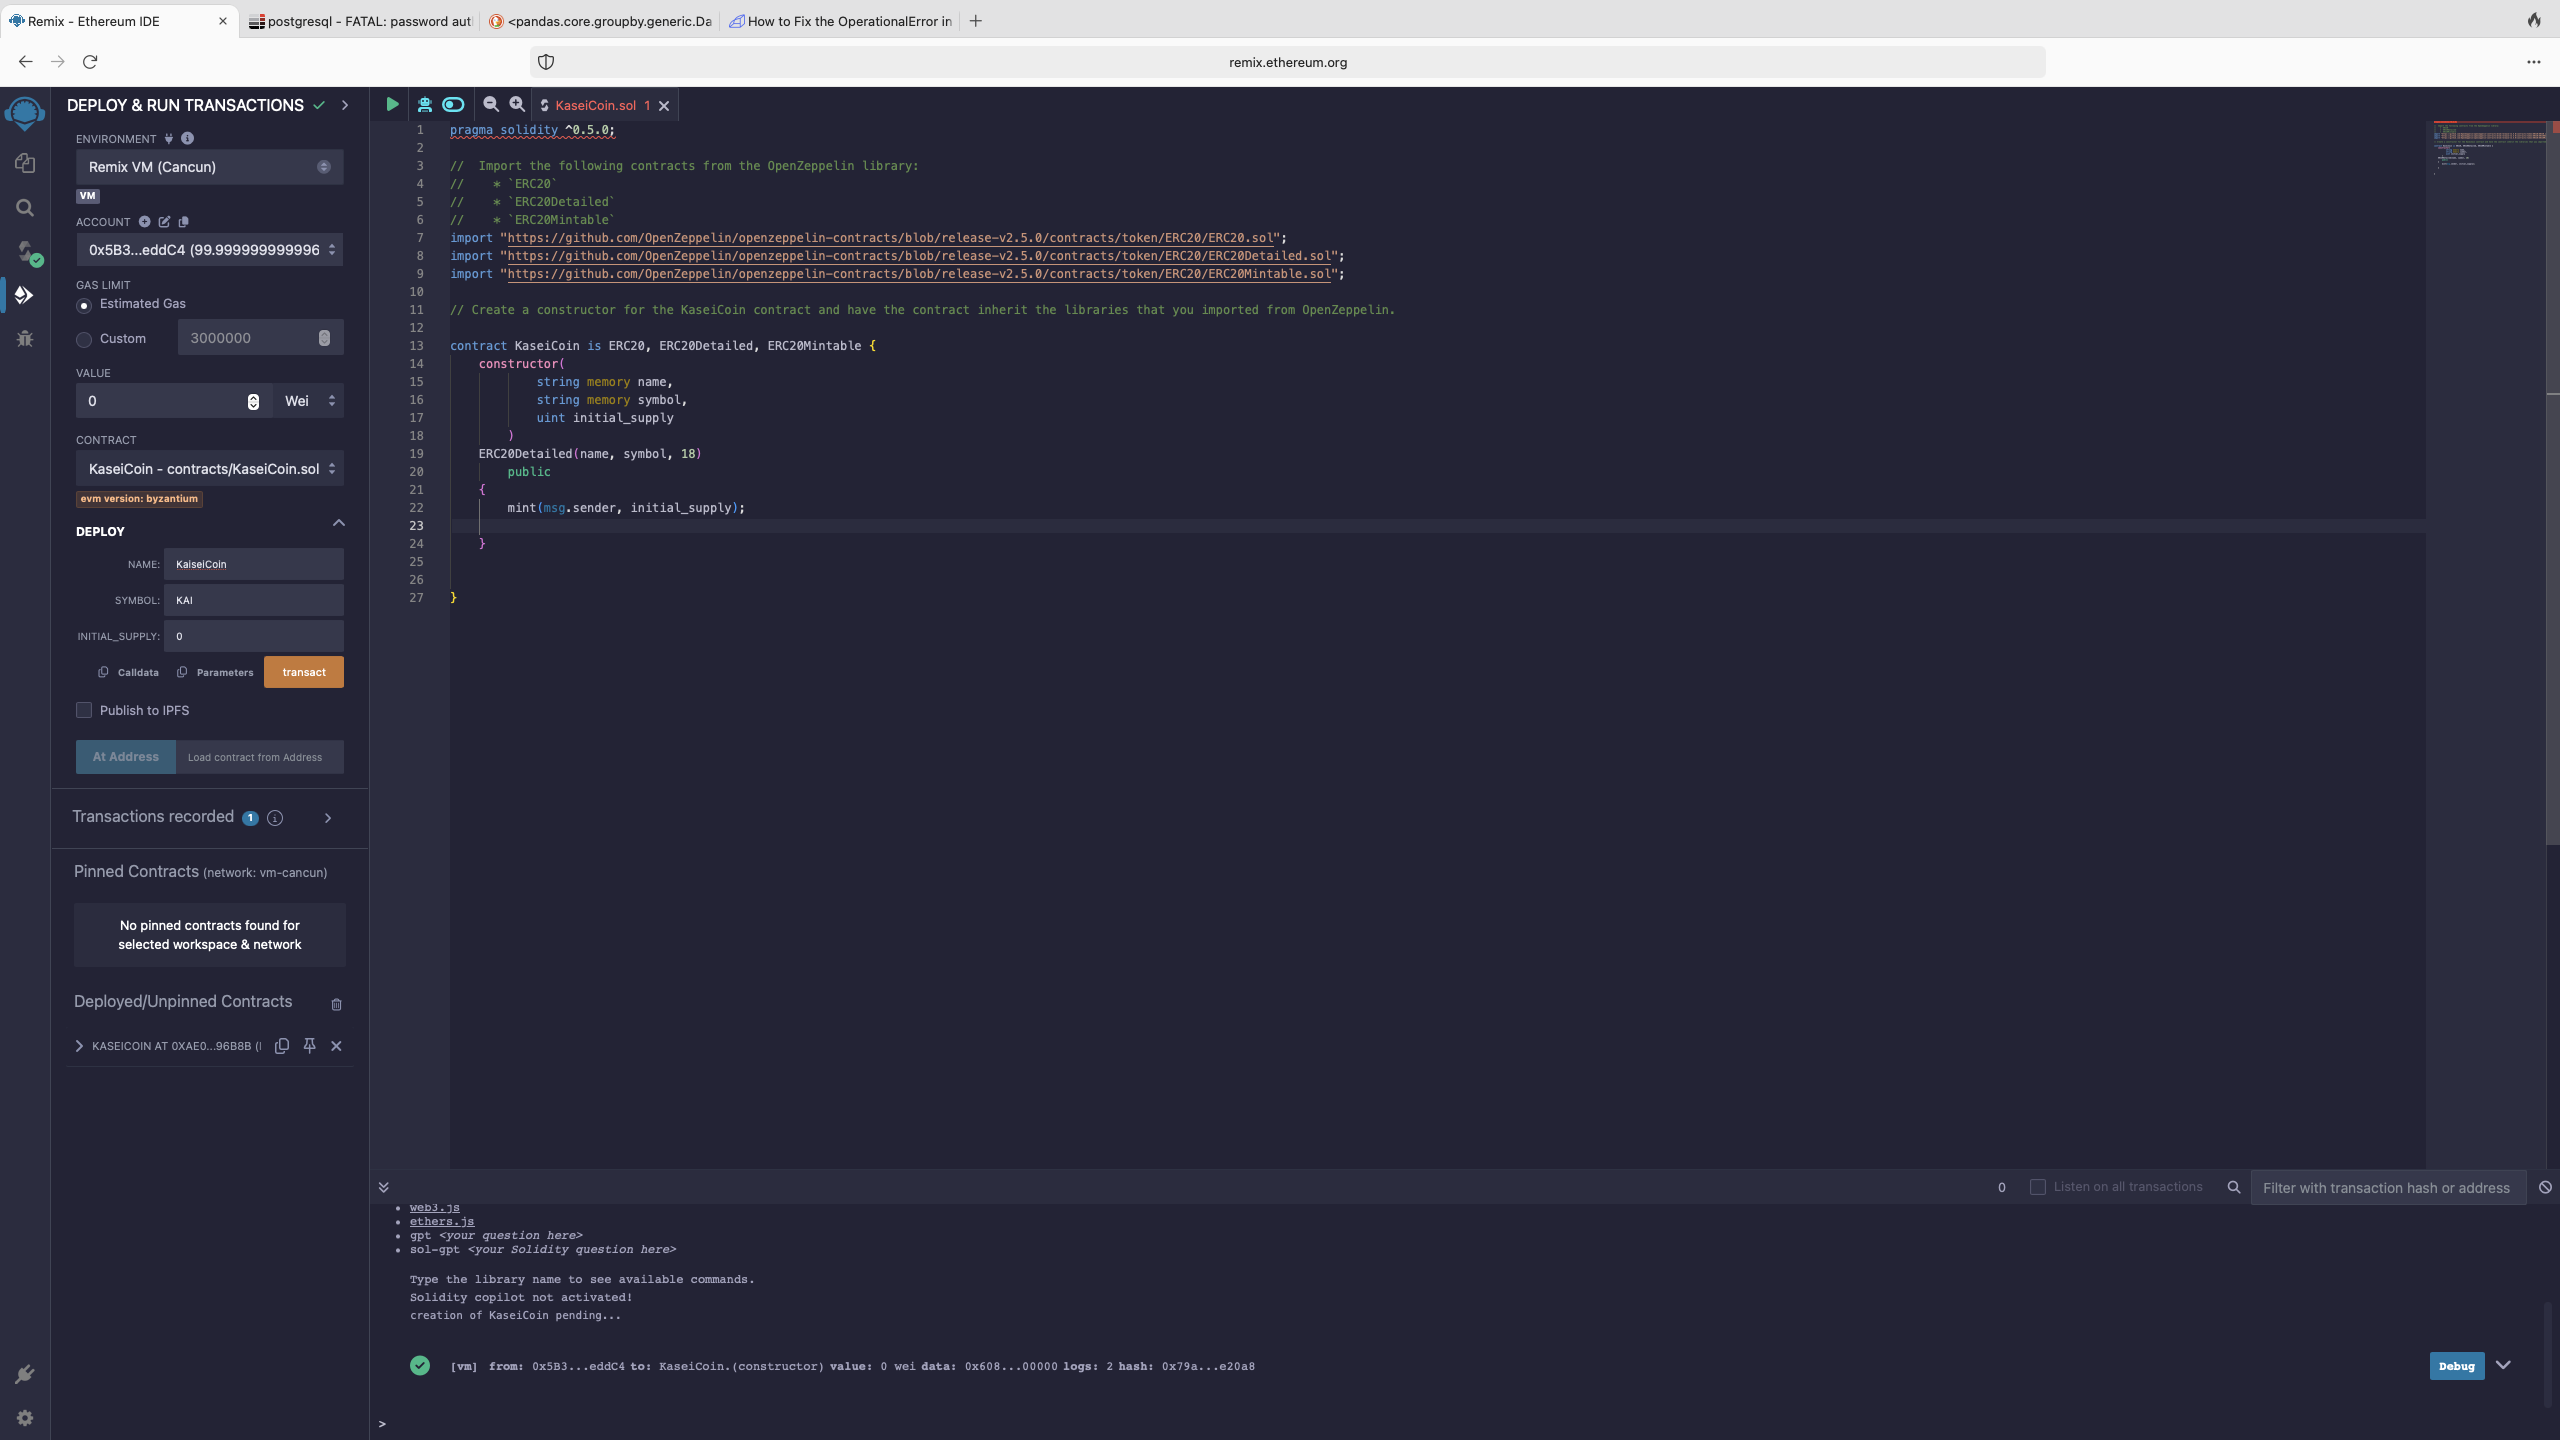 Remix - Ethereum IDE
postgresql - FATAL: password aut
<pandas.core.groupby.generic.Da
How to Fix the OperationalError in
remix.ethereum.org
DEPLOY & RUN TRANSACTIONS
ENVIRONMENT
Remix VM (Cancun)
VM
ACCOUNT
0x5B3...eddC4 (99.9999999999996
GAS LIMIT
Estimated Gas
Custom
3000000
VALUE
0
Wei
CONTRACT
KaseiCoin - contracts/KaseiCoin.sol
evm version: byzantium
DEPLOY
NAME:
KaiseiCoin
SYMBOL:
KAI
INITIAL_SUPPLY:
0
Calldata
Parameters
transact
Publish to IPFS
At Address
Load contract from Address
Transactions recorded 1
Pinned Contracts (network: vm-cancun)
No pinned contracts found for
selected workspace & network
Deployed/Unpinned Contracts
KASEICOIN AT 0XAE0...96B8B (
KaseiCoin.sol 1
1 pragma solidity ^0.5.0;
2
3 //  Import the following contracts from the OpenZeppelin library:
4 //    * `ERC20`
5 //    * `ERC20Detailed`
6 //    * `ERC20Mintable`
7 import "https://github.com/OpenZeppelin/openzeppelin-contracts/blob/release-v2.5.0/contracts/token/ERC20/ERC20.sol";
8 import "https://github.com/OpenZeppelin/openzeppelin-contracts/blob/release-v2.5.0/contracts/token/ERC20/ERC20Detailed.sol";
9 import "https://github.com/OpenZeppelin/openzeppelin-contracts/blob/release-v2.5.0/contracts/token/ERC20/ERC20Mintable.sol";
10
11 // Create a constructor for the KaseiCoin contract and have the contract inherit the libraries that you imported from OpenZeppelin.
12
13 contract KaseiCoin is ERC20, ERC20Detailed, ERC20Mintable {
14     constructor(
15             string memory name,
16             string memory symbol,
17             uint initial_supply
18         )
19     ERC20Detailed(name, symbol, 18)
20         public
21     {
22         mint(msg.sender, initial_supply);
23
24     }
25
26
27 }
0
Listen on all transactions
Filter with transaction hash or address
• web3.js
• ethers.js
• gpt <your question here>
• sol-gpt <your Solidity question here>
Type the library name to see available commands.
Solidity copilot not activated!
creation of KaseiCoin pending...
[vm] from: 0x5B3...eddC4 to: KaseiCoin.(constructor) value: 0 wei data: 0x608...00000 logs: 2 hash: 0x79a...e20a8
Debug
>